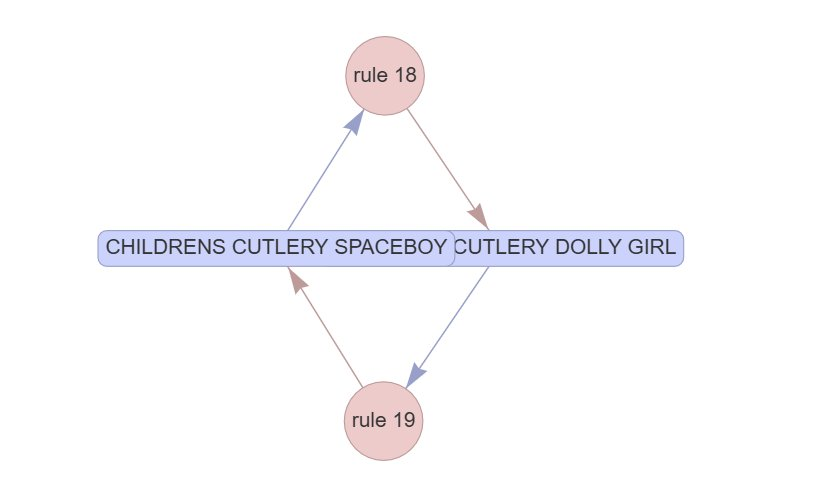 rule 18
CHILDRENS CUTLERY SPACEBOY
CUTLERY DOLLY GIRL
rule 19